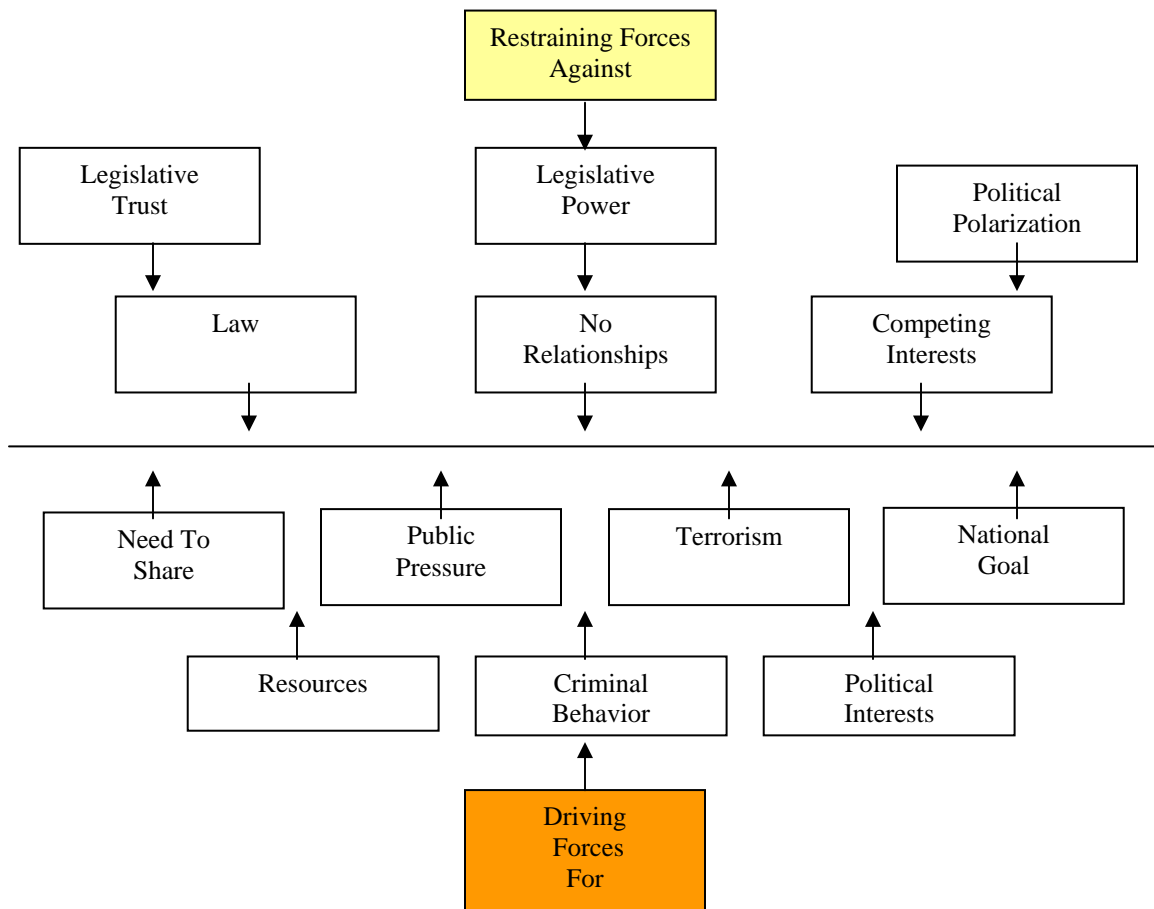 Restraining Forces
Against
Legislative
Trust
Legislative
Power
Political
Polarization
Law
No
Relationships
Competing
Interests
Need To
Share
Public
Pressure
Terrorism
National
Goal
Resources
Criminal
Behavior
Political
Interests
Driving
Forces
For